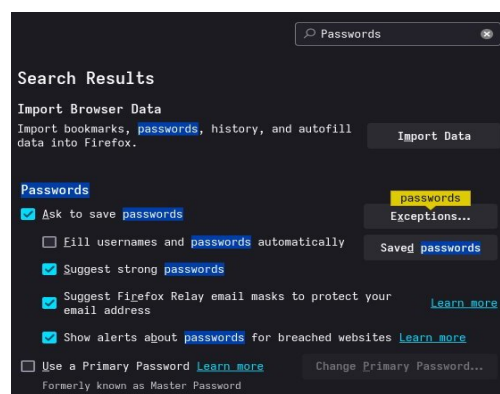 Passwords
Search Results
Import Browser Data
Import bookmarks, passwords, history, and autofill
data into Firefox.
Import Data
Passwords
passwords
Ask to save passwords
Exceptions...
Fill usernames and passwords automatically
Saved passwords
Suggest strong passwords
Suggest Firefox Relay email masks to protect your
email address
Learn more
Show alerts about passwords for breached websites Learn more
Use a Primary Password Learn more
Change Primary Password...
Formerly known as Master Password